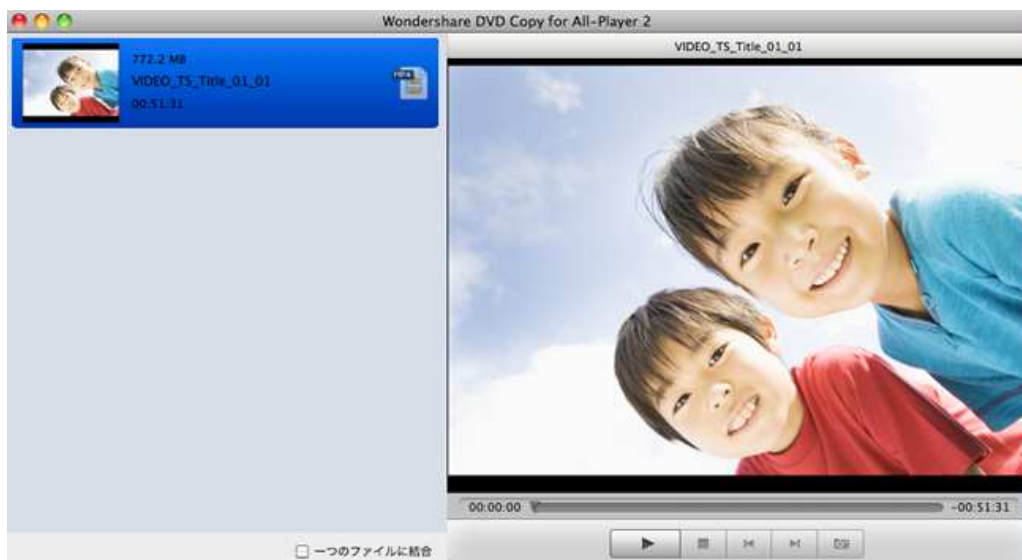 Wondershare DVD Copy for All-Player 2
772.2 MB
VIDEO_TS_Title_01_01
00:51:31
VIDEO_TS_Title_01_01
00:00:00
-00:51:31
一つのファイルに結合